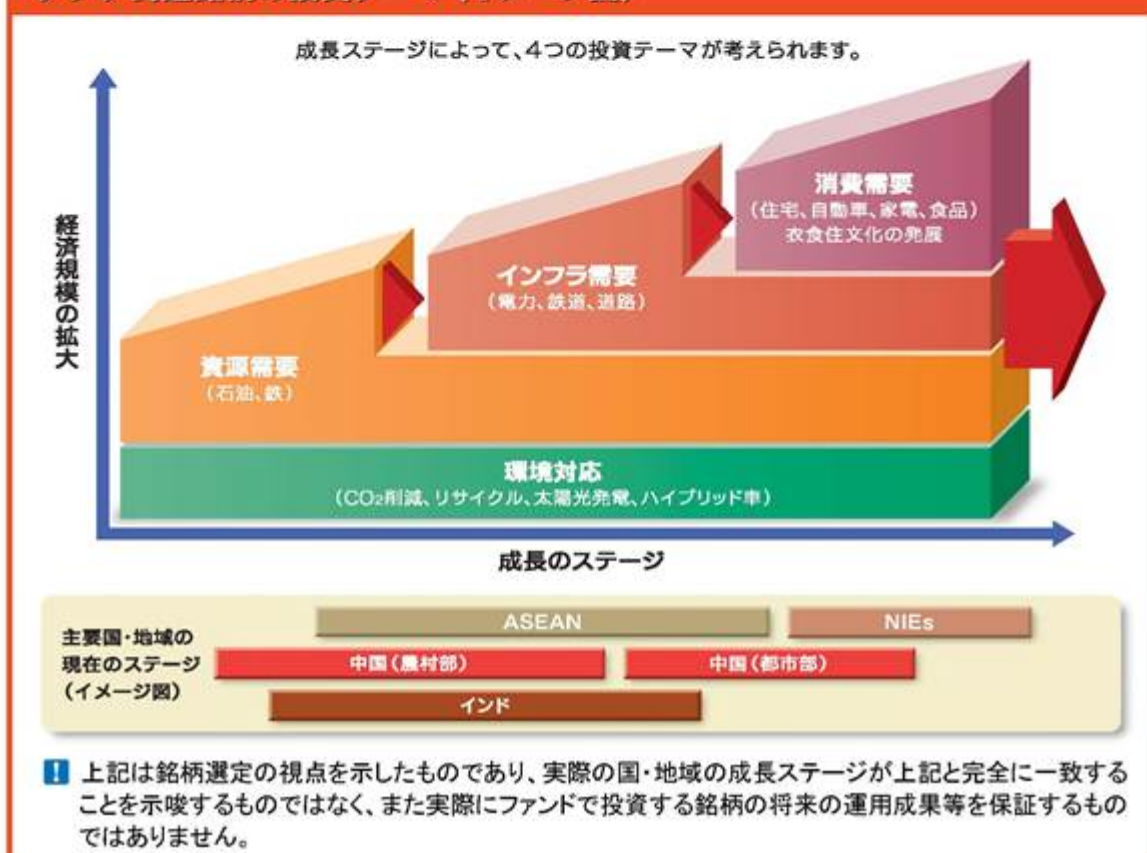 成長ステージによって、4つの投資テーマが考えられます。
経済規模の拡大
消費需要
(住宅、自動車、家電、食品)
衣食住文化の発展
インフラ需要
(電力、鉄道、道路)
資源需要
(石油、鉄)
環境対応
(CO2削減、リサイクル、太陽光発電、ハイブリッド車)
成長のステージ
主要国・地域の
現在のステージ
(イメージ図)
ASEAN
NIEs
中国(農村部)
中国(都市部)
インド
! 上記は銘柄選定の視点を示したものであり、実際の国・地域の成長ステージが上記と完全に一致する
ことを示唆するものではなく、また実際にファンドで投資する銘柄の将来の運用成果等を保証するもの
ではありません。